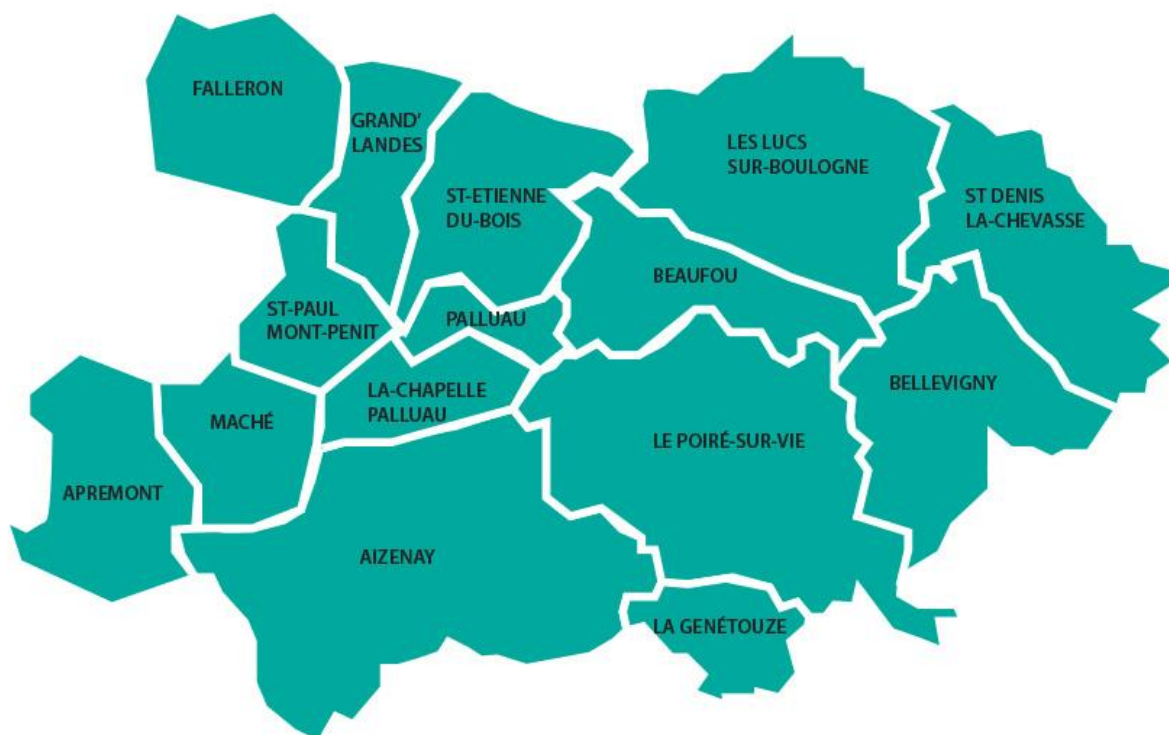 FALLERON
GRAND'
LANDES
LES LUCS
SUR-BOULOGNE
ST-ETIENNE
DU-BOIS
ST DENIS
LA-CHEVASSE
BEAUFOU
ST-PAUL
MONT-PENIT
PALLUAU
BELLEVIGNY
LA-CHAPELLE
PALLUAU
MACHÉ
LE POIRÉ-SUR-VIE
APREMONT
AIZENAY
LA GENÉTOUZE